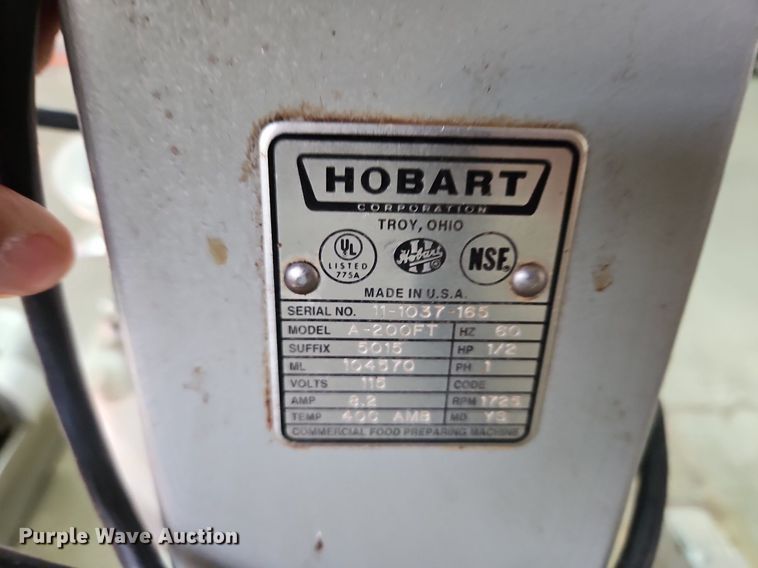 HOBART
CORPORATION
TROY, OHIO
UL
LISTED
775A
Hobart
NSF.
MADE IN U.S.A.
SERIAL NO. 11-1037-165
MODEL A-200FT HZ 60
SUFFIX 5015 HP 1/2
ML 104570 PH 1
VOLTS 115 CODE
AMP 8.2 RPM 1725
TEMP 40C AMB MD. YS
COMMERCIAL FOOD PREPARING MACHINE
Purple Wave Auction